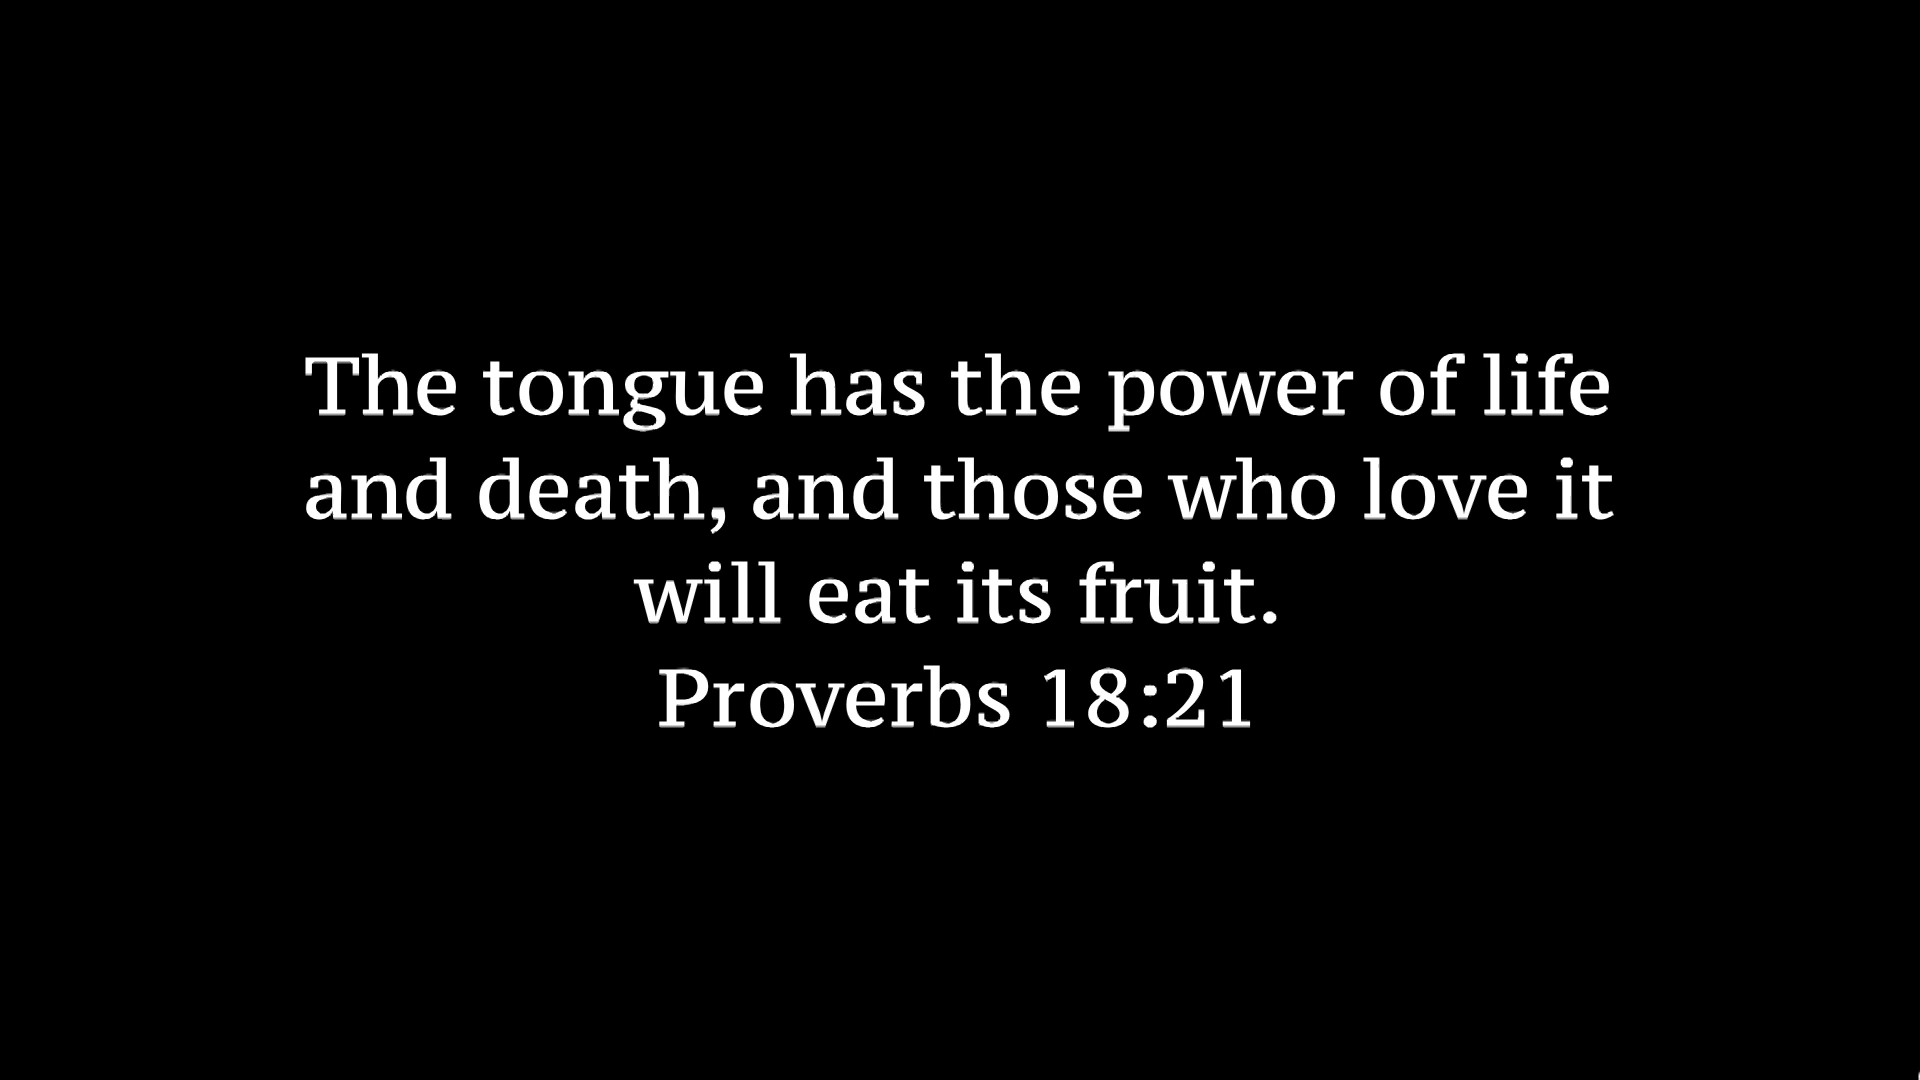 The tongue has the power of life
and death, and those who love it
will eat its fruit.
Proverbs 18:21